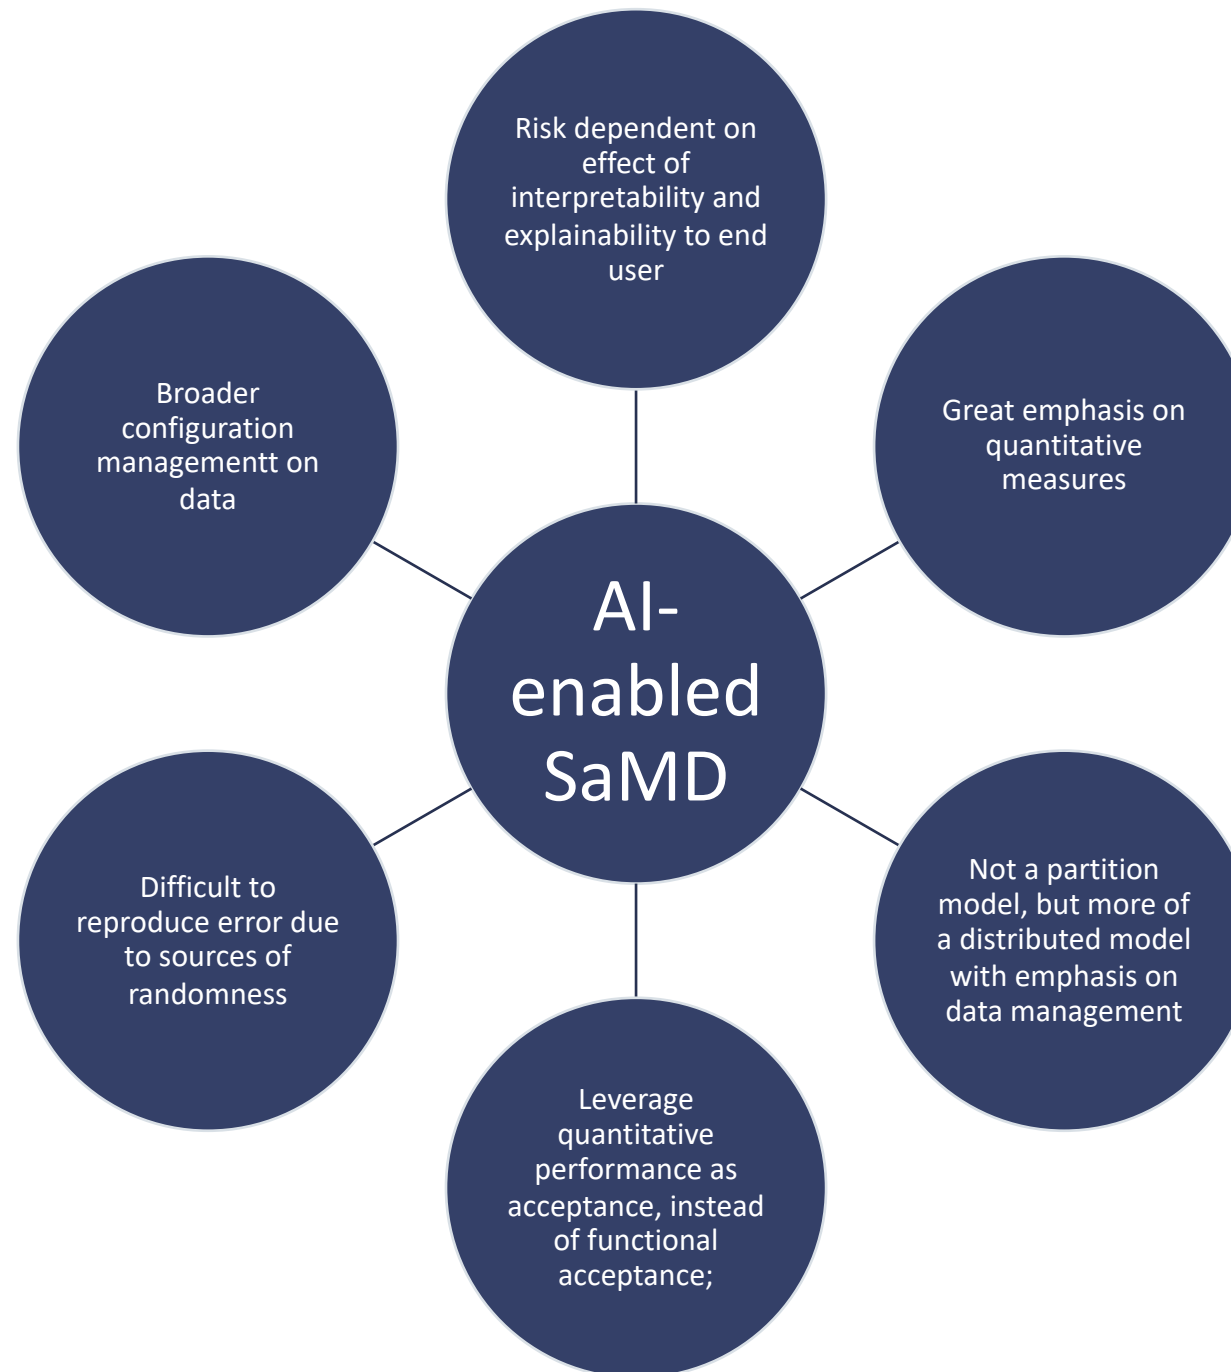 Risk dependent on
effect of
interpretability and
explainability to end
user
Great emphasis on
quantitative
measures
Not a partition
model, but more of
a distributed model
with emphasis on
data management
Leverage
quantitative
performance as
acceptance, instead
of functional
acceptance;
Difficult to
reproduce error due
to sources of
randomness
Broader
configuration
managementt on
data
AI-
enabled
SaMD